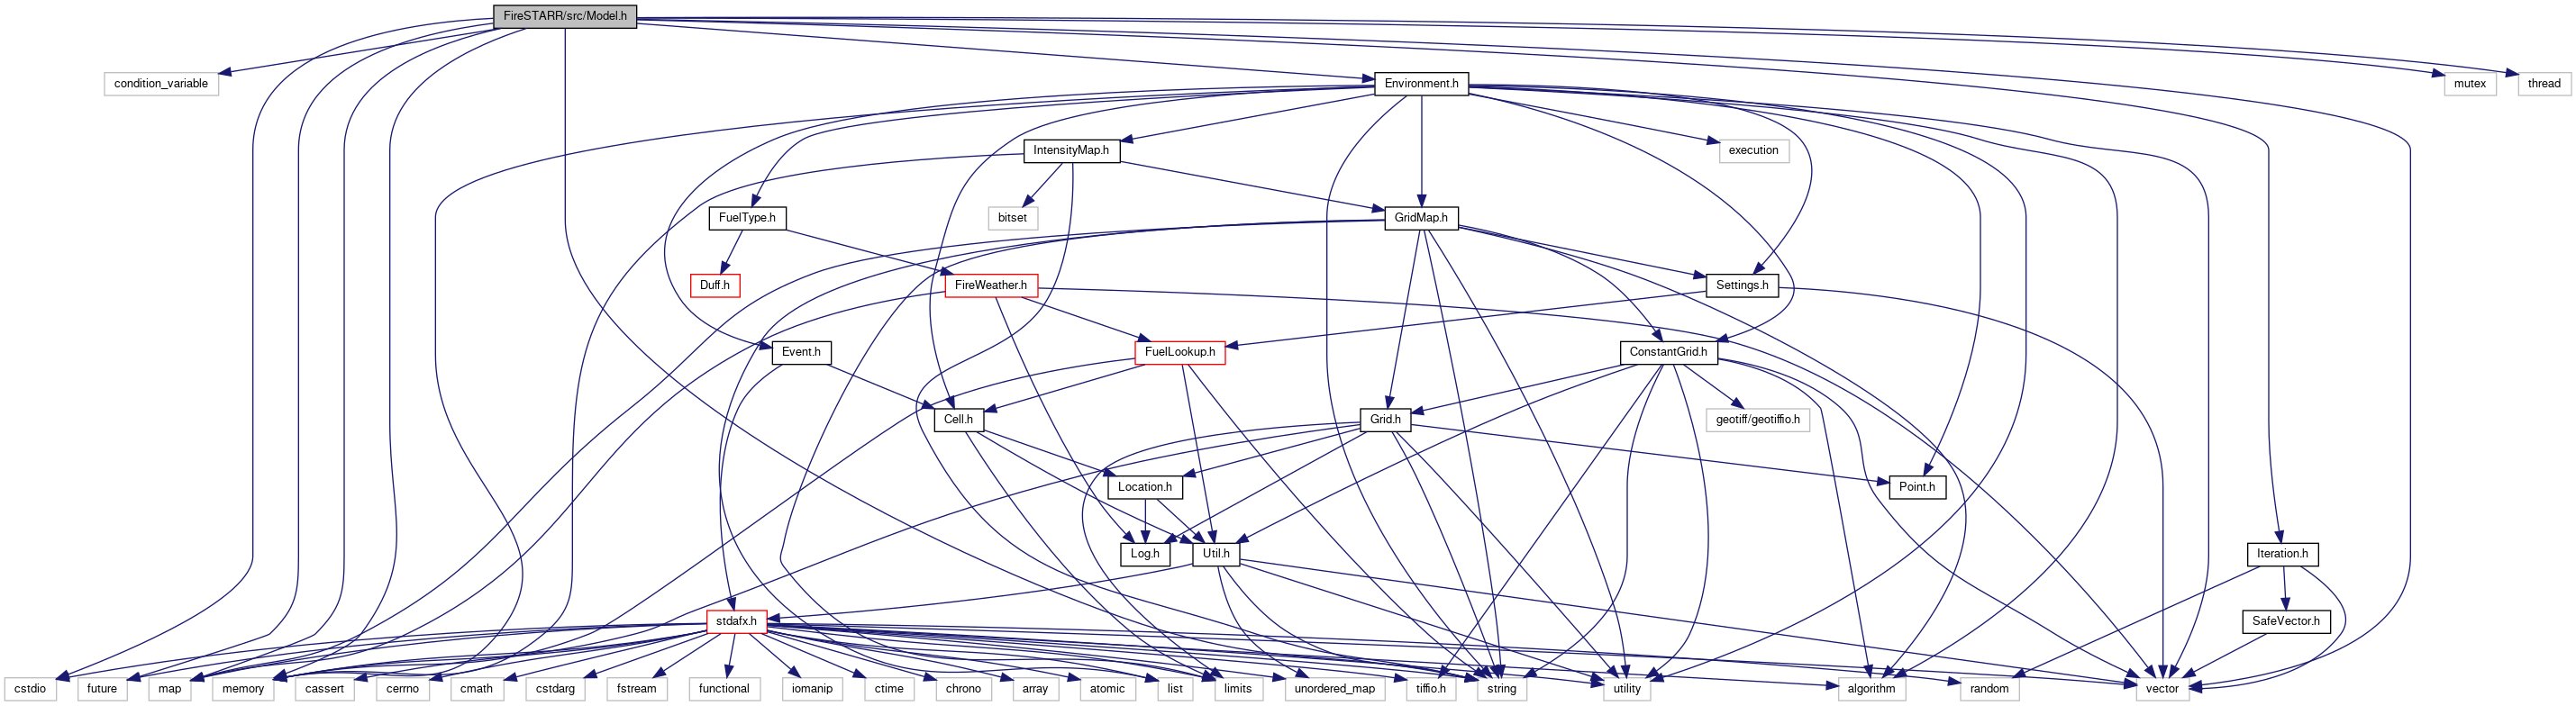 FireSTARR/src/Model.h
condition_variable
Environment.h
mutex
thread
IntensityMap.h
execution
FuelType.h
bitset
GridMap.h
Duff.h
FireWeather.h
Settings.h
Event.h
FuelLookup.h
ConstantGrid.h
Cell.h
Grid.h
geotiff/geotiffio.h
Location.h
Point.h
Log.h
Util.h
Iteration.h
stdafx.h
SafeVector.h
cstdio
future
map
memory
cassert
cerrno
cmath
cstdarg
fstream
functional
iomanip
ctime
chrono
array
atomic
list
limits
unordered_map
tiffio.h
string
utility
algorithm
random
vector